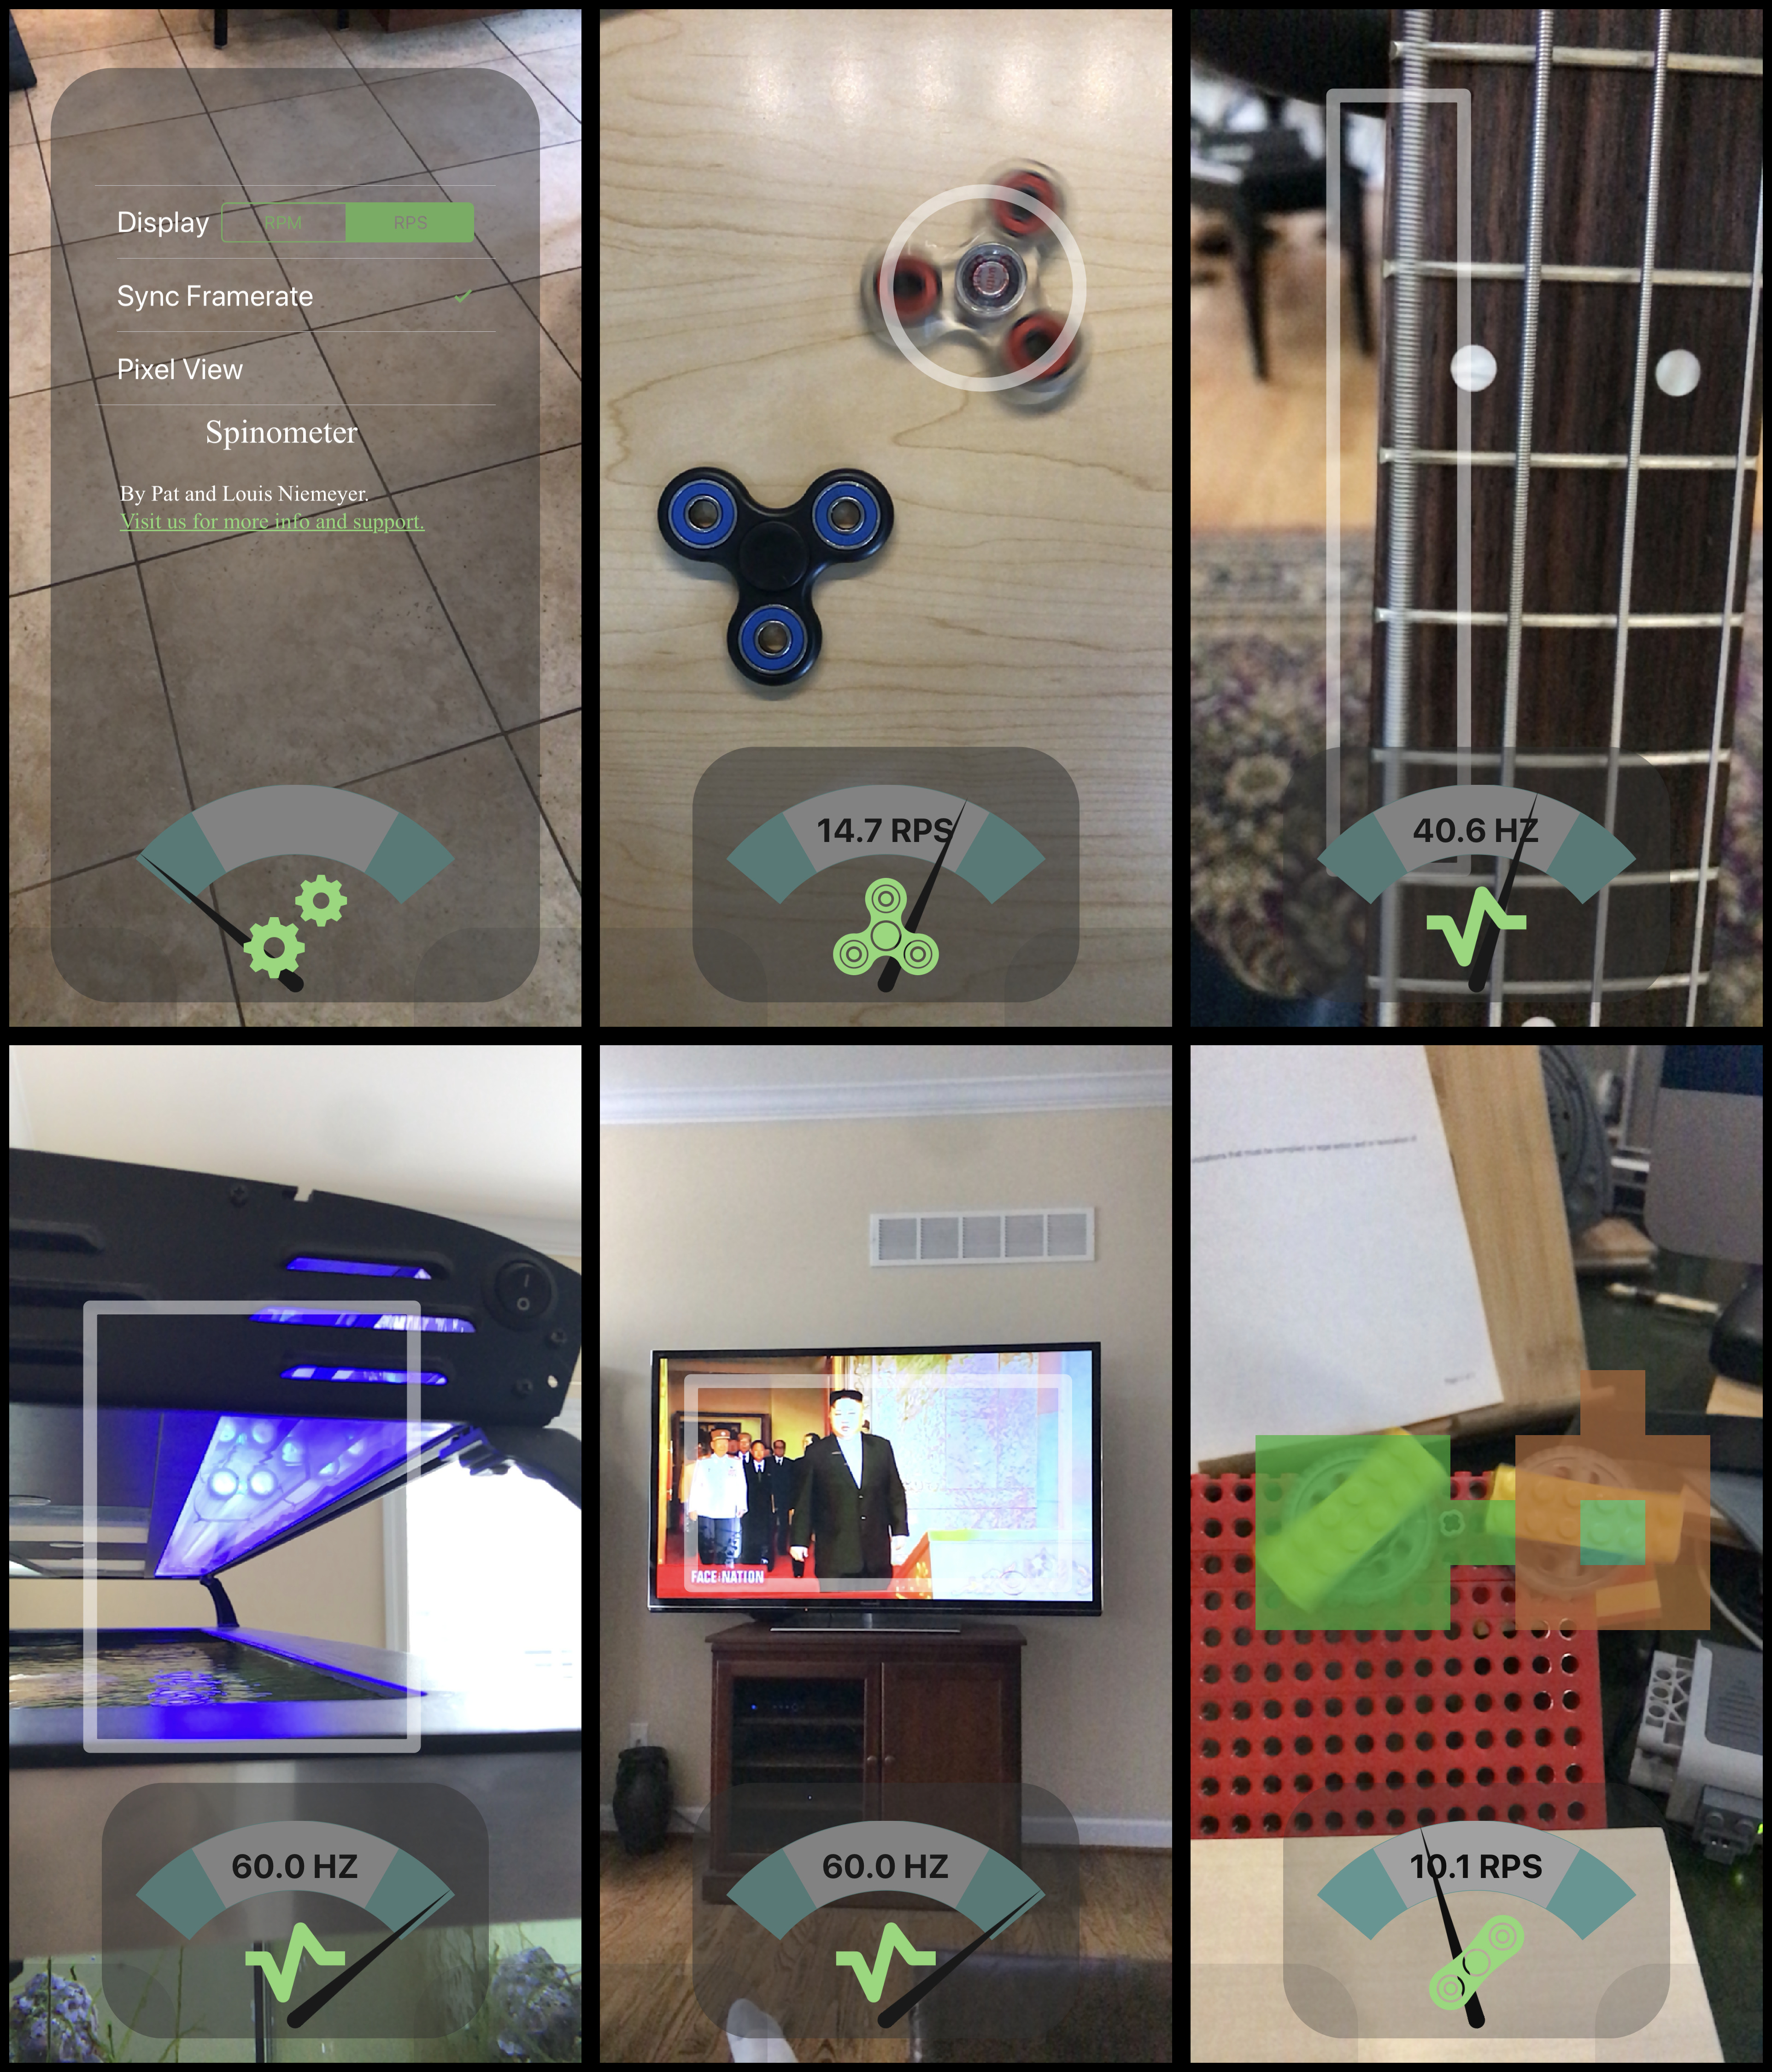 Display RPM RPS
Sync Framerate
Pixel View
Spinometer
By Pat and Louis Niemeyer.
Visit us for more info and support.
14.7 RPS
40.6 HZ
60.0 HZ
FACE NATION
60.0 HZ
10.1 RPS